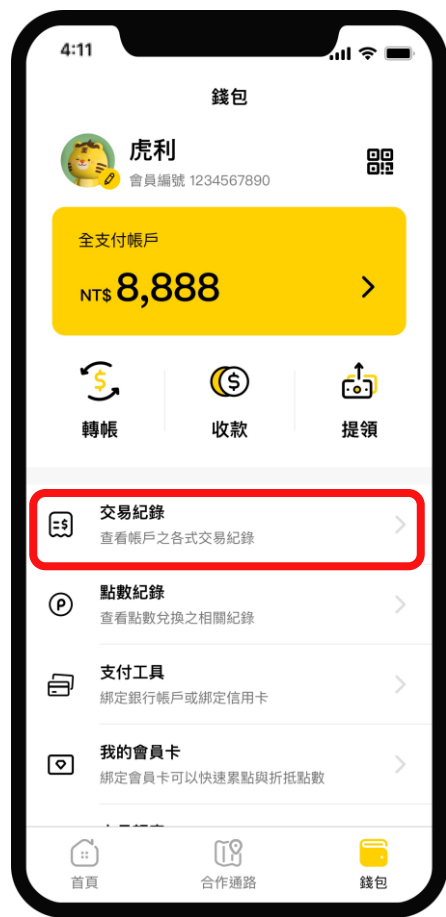 4:11
錢包
虎利
會員編號 1234567890
全支付帳戶
NT$ 8,888
轉帳
收款
提領
交易紀錄
查看帳戶之各式交易紀錄
點數紀錄
查看點數兌換之相關紀錄
支付工具
綁定銀行帳戶或綁定信用卡
我的會員卡
綁定會員卡可以快速累點與折抵點數
首頁
合作通路
錢包